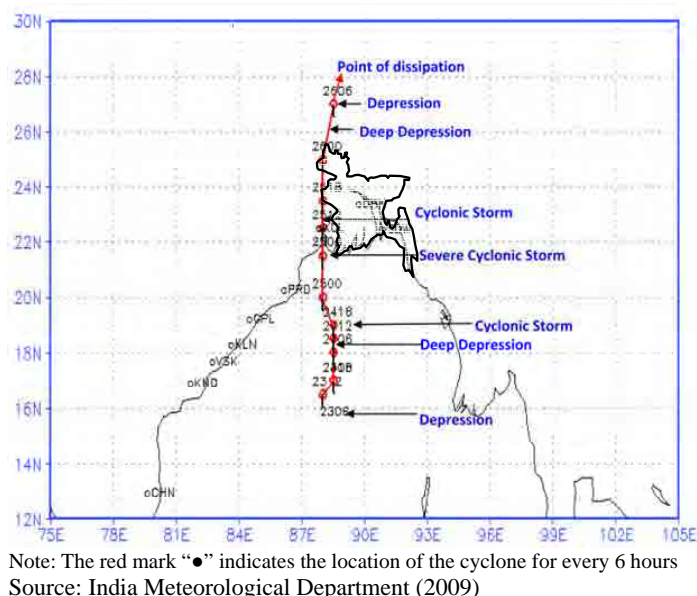 30N
28N
26N
24N
22N
20N
18N
16N
14N
12N
Point of dissipation
2606
Depression
Deep Depression
Cyclonic Storm
Severe Cyclonic Storm
2500
oPRD
2418
oGPL
Cyclonic Storm
oKLN
Deep Depression
oVSK
oKND
2306
Depression
oCHN
75E 78E 81E 84E 87E 90E 93E 96E 99E 102E 105E
Note: The red mark “●” indicates the location of the cyclone for every 6 hours
Source: India Meteorological Department (2009)